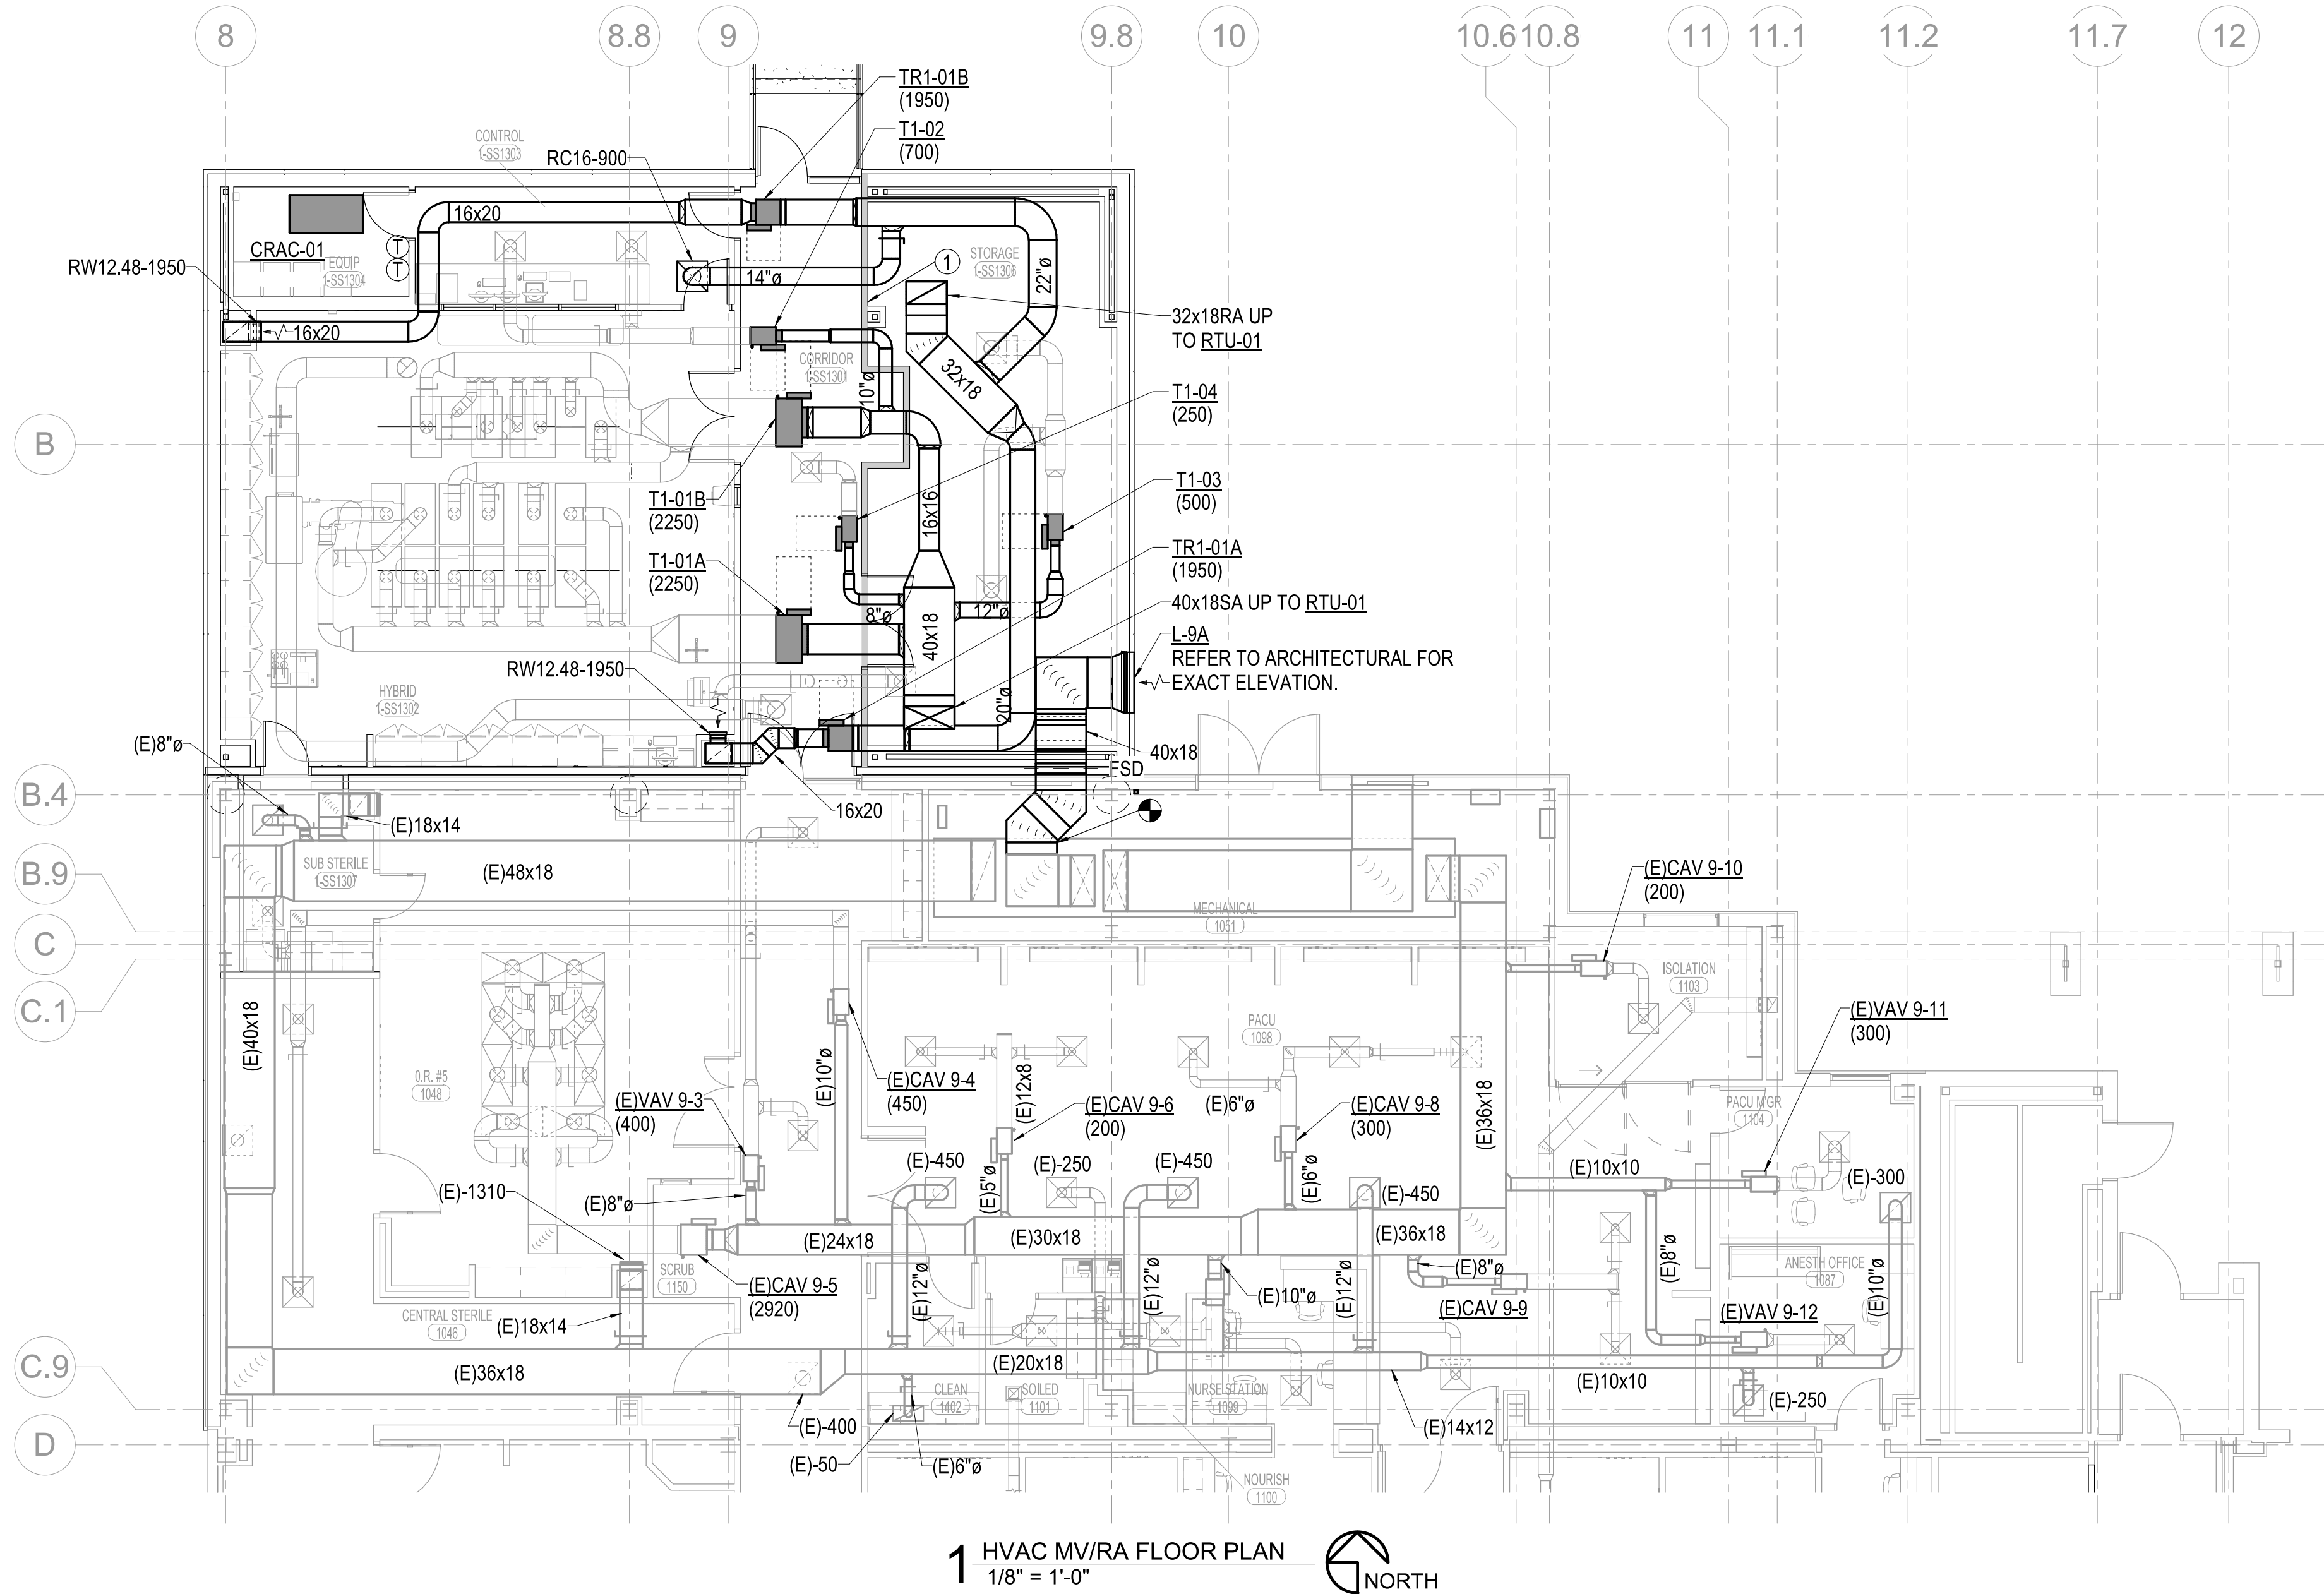 8
8.8
9
9.8
10
10.6
10.8
11
11.1
11.2
11.7
12
TR1-01B
(1950)
T1-02
(700)
CONTROL
1-SS1303
RC16-900
16x20
CRAC-01
T
T
EQUIP
1-SS1304
RW12.48-1950
16x20
14"ø
1
STORAGE
1-SS1306
22"ø
32x18RA UP
TO RTU-01
CORRIDOR
1-SS1301
10"ø
32x18
T1-04
(250)
B
T1-01B
(2250)
16x16
T1-03
(500)
T1-01A
(2250)
TR1-01A
(1950)
8"ø
40x18
12"ø
40x18SA UP TO RTU-01
L-9A
REFER TO ARCHITECTURAL FOR
EXACT ELEVATION.
RW12.48-1950
HYBRID
1-SS1302
20"ø
(E)8"ø
40x18
FSD
B.4
16x20
(E)18x14
B.9
SUB STERILE
1-SS1307
(E)48x18
(E)CAV 9-10
(200)
MECHANICAL
1051
C
C.1
ISOLATION
1103
(E)40x18
PACU
1098
(E)VAV 9-11
(300)
O.R. #5
1048
(E)10"ø
(E)CAV 9-4
(450)
(E)12x8
(E)VAV 9-3
(400)
(E)CAV 9-6
(200)
(E)6"ø
(E)CAV 9-8
(300)
(E)36x18
PACU M'GR
1104
(E)-1310
(E)8"ø
(E)-450
(E)5"ø
(E)-250
(E)-450
(E)6"ø
(E)-450
(E)10x10
(E)-300
(E)24x18
(E)30x18
(E)36x18
SCRUB
1150
(E)CAV 9-5
(2920)
(E)12"ø
(E)12"ø
(E)10"ø
(E)12"ø
(E)8"ø
(E)CAV 9-9
(E)8"ø
ANESTH OFFICE
1087
(E)VAV 9-12
(E)10"ø
CENTRAL STERILE
1046
(E)18x14
C.9
(E)36x18
(E)20x18
(E)10x10
CLEAN
1102
SOILED
1101
NURSE STATION
1099
(E)-250
(E)-400
(E)14x12
D
(E)-50
(E)6"ø
NOURISH
1100
1
HVAC MV/RA FLOOR PLAN
1/8" = 1'-0"
NORTH